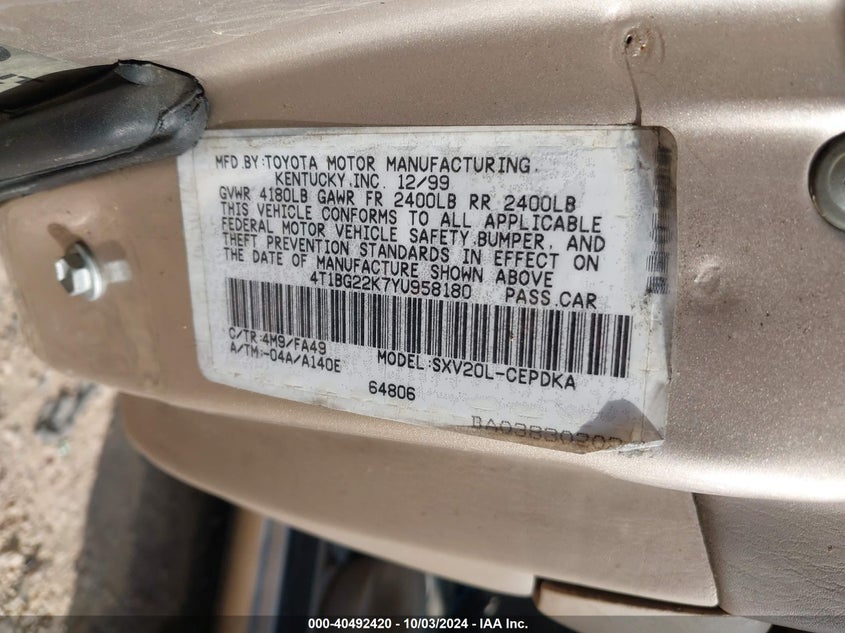 MFD.BY:TOYOTA MOTOR MANUFACTURING.
KENTUCKY.INC. 12/99
GVWR 4180LB GAWR FR 2400LB RR 2400LB
THIS VEHICLE CONFORMS TO ALL APPLICABLE
FEDERAL MOTOR VEHICLE SAFETY.BUMPER, AND
THEFT PREVENTION STANDARDS IN EFFECT ON
THE DATE OF MANUFACTURE SHOWN ABOVE
4T1BG22K7YU958180 PASS.CAR
C/TR:4M9/FA49
A/TM:-04A/A140E MODEL:SXV20L-CEPDKA
64806
000-40492420 - 10/03/2024 - IAA Inc.